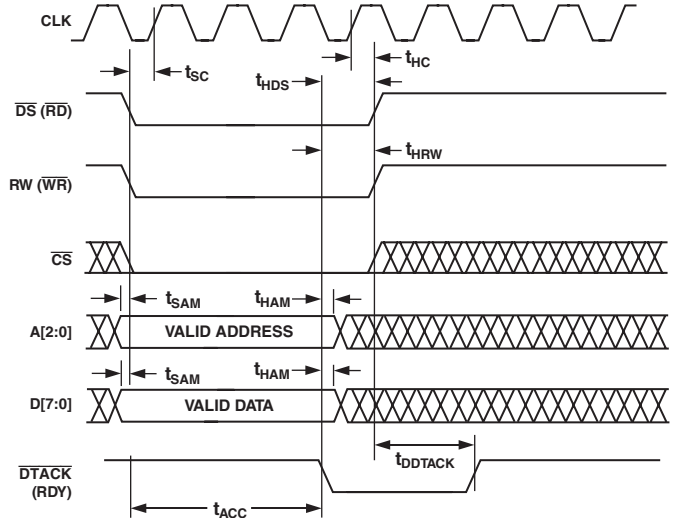 CLK
tSC
tHC
tHDS
DS (RD)
tHRW
RW (WR)
CS
tSAM
tHAM
A[2:0]
VALID ADDRESS
tSAM
tHAM
D[7:0]
VALID DATA
tDDTACK
DTACK
(RDY)
tACC